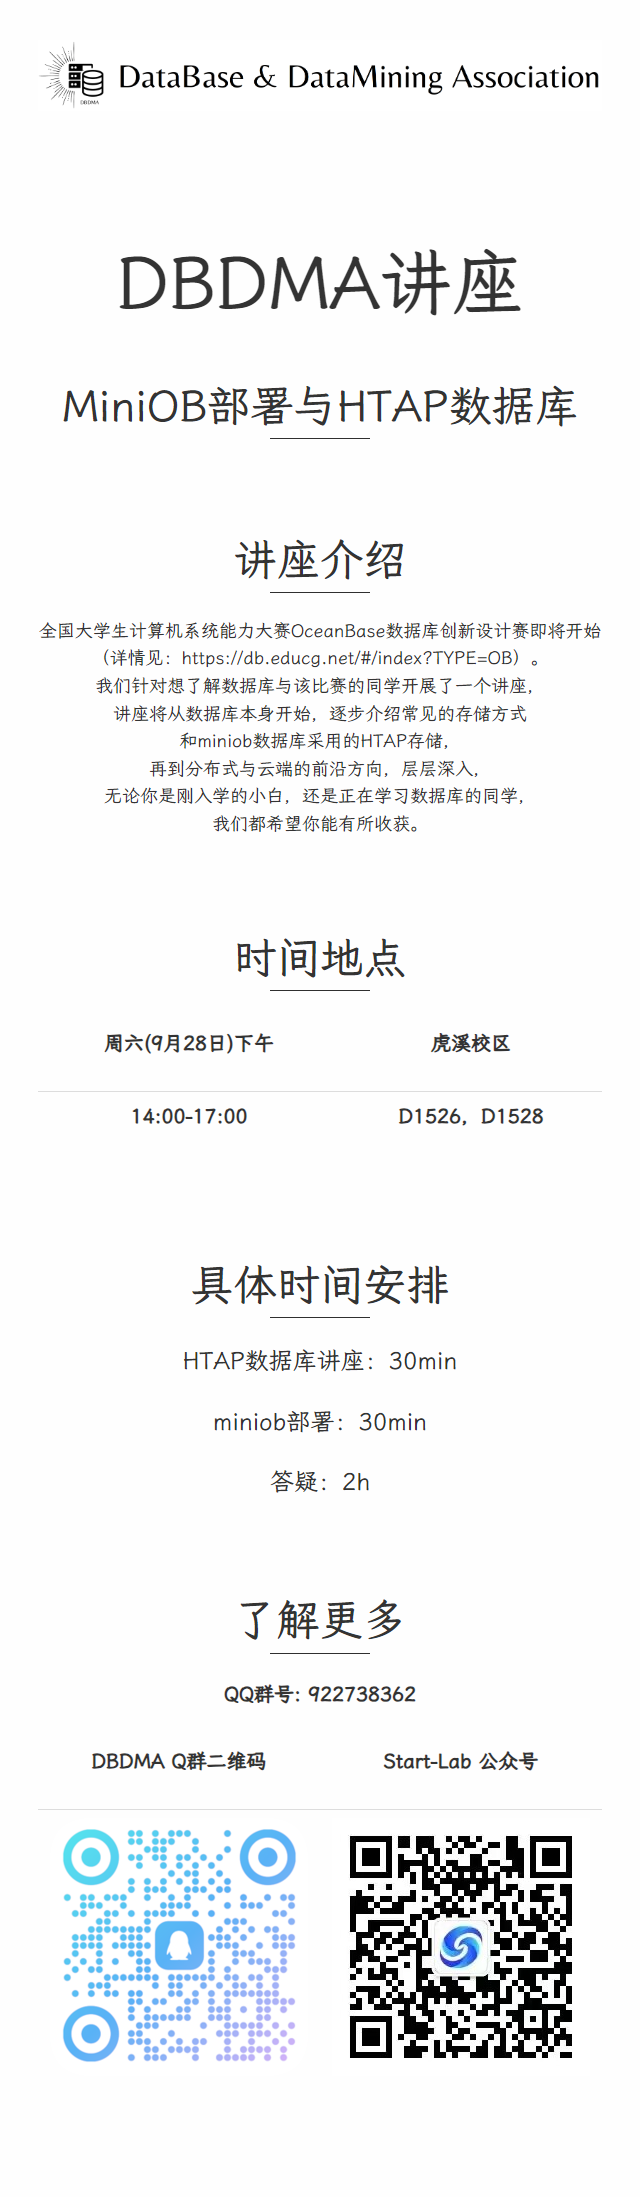 DBDMA
DataBase & DataMining Association
DBDMA讲座
MiniOB部署与HTAP数据库
讲座介绍
全国大学生计算机系统能力大赛OceanBase数据库创新设计赛即将开始
（详情见：https://db.educg.net/#/index?TYPE=OB）。
我们针对想了解数据库与该比赛的同学开展了一个讲座，
讲座将从数据库本身开始，逐步介绍常见的存储方式
和miniob数据库采用的HTAP存储，
再到分布式与云端的前沿方向，层层深入，
无论你是刚入学的小白，还是正在学习数据库的同学，
我们都希望你能有所收获。
时间地点
周六(9月28日)下午 虎溪校区
14:00-17:00 D1526，D1528
具体时间安排
HTAP数据库讲座：30min
miniob部署：30min
答疑：2h
了解更多
QQ群号: 922738362
DBDMA Q群二维码 Start-Lab 公众号